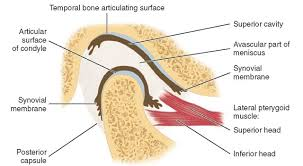 Temporal bone articulating surface
Articular
surface
of condyle
Synovial
membrane
Posterior
capsule
Superior cavity
Avascular part of
meniscus
Synovial
membrane
Lateral pterygoid
muscle:
Superior head
Inferior head